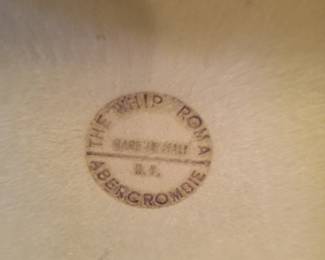 THE WHIP ROMA
MADE IN ITALY
ABERCROMBIE